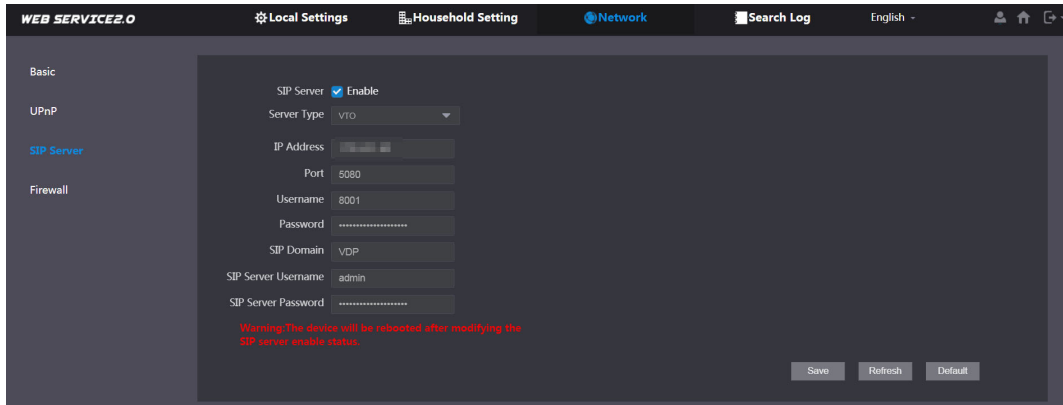 WEB SERVICE2.0 Local Settings Household Setting Network Search Log English
Basic
UPnP
SIP Server
Firewall
SIP Server Enable
Server Type VTO
IP Address
Port 5080
Username 8001
Password ••••••••••••••••••••
SIP Domain VDP
SIP Server Username admin
SIP Server Password ••••••••••••••••••••
Warning:The device will be rebooted after modifying the
SIP server enable status.
Save Refresh Default